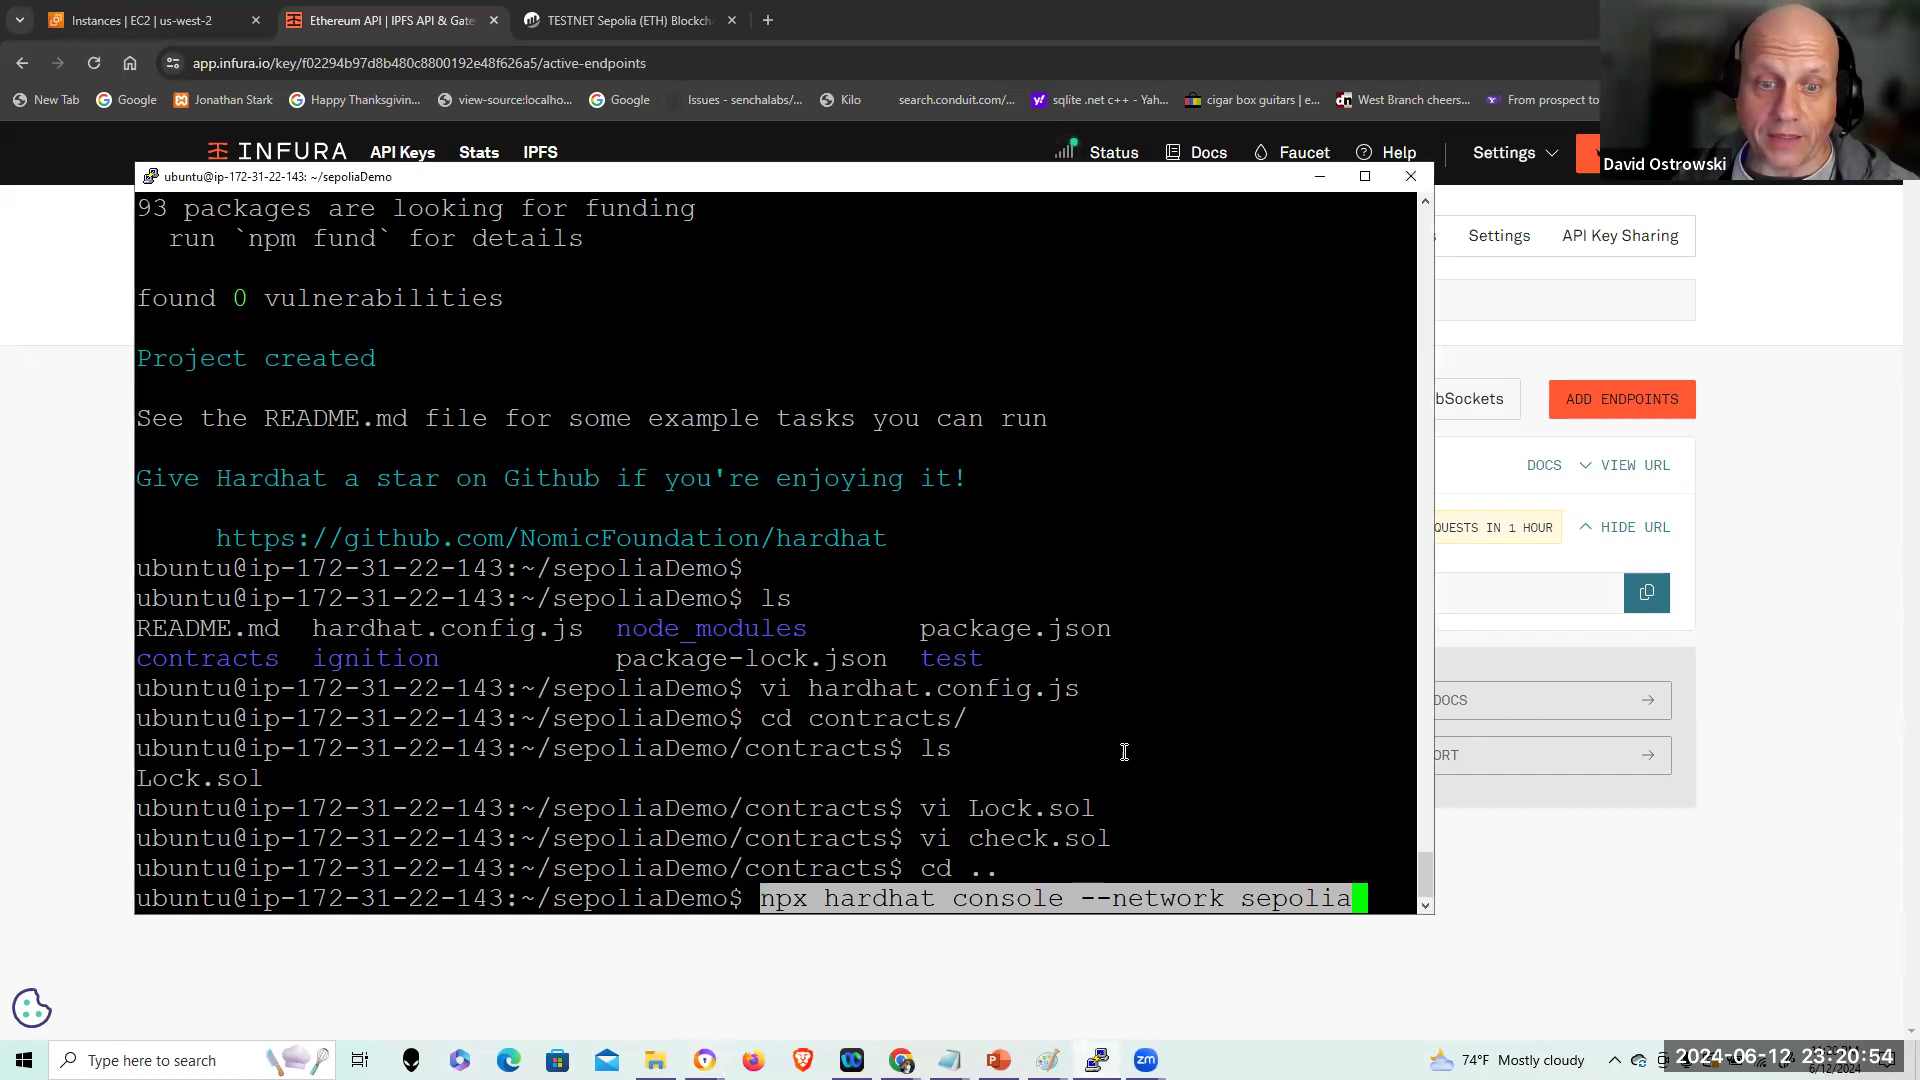 Instances | EC2 | us-west-2
Ethereum API | IPFS API & Gate
TESTNET Sepolia (ETH) Blockch
app.infura.io/key/f02294b97d8b480c8800192e48f626a5/active-endpoints
New Tab
Google
Jonathan Stark
Happy Thanksgivin...
view-source:localho...
Google
Issues - senchalabs/...
Kilo
search.conduit.com/...
sqlite .net c++ - Yah...
cigar box guitars | e...
West Branch cheers...
From prospect to
INFURA
API Keys
Stats
IPFS
Status
Docs
Faucet
Help
Settings
David Ostrowski
ubuntu@ip-172-31-22-143: ~/sepoliaDemo
Settings
API Key Sharing
bSockets
ADD ENDPOINTS
DOCS
VIEW URL
QUESTS IN 1 HOUR
HIDE URL
DOCS
ORT
93 packages are looking for funding
run `npm fund` for details
found 0 vulnerabilities
Project created
See the README.md file for some example tasks you can run
Give Hardhat a star on Github if you're enjoying it!
https://github.com/NomicFoundation/hardhat
ubuntu@ip-172-31-22-143:~/sepoliaDemo$
ubuntu@ip-172-31-22-143:~/sepoliaDemo$ ls
README.md hardhat.config.js node_modules package.json
contracts ignition package-lock.json test
ubuntu@ip-172-31-22-143:~/sepoliaDemo$ vi hardhat.config.js
ubuntu@ip-172-31-22-143:~/sepoliaDemo$ cd contracts/
ubuntu@ip-172-31-22-143:~/sepoliaDemo/contracts$ ls
Lock.sol
ubuntu@ip-172-31-22-143:~/sepoliaDemo/contracts$ vi Lock.sol
ubuntu@ip-172-31-22-143:~/sepoliaDemo/contracts$ vi check.sol
ubuntu@ip-172-31-22-143:~/sepoliaDemo/contracts$ cd ..
ubuntu@ip-172-31-22-143:~/sepoliaDemo$ npx hardhat console --network sepolia
Type here to search
zm
74°F Mostly cloudy
2024-06-12 23:20:54
6/12/2024